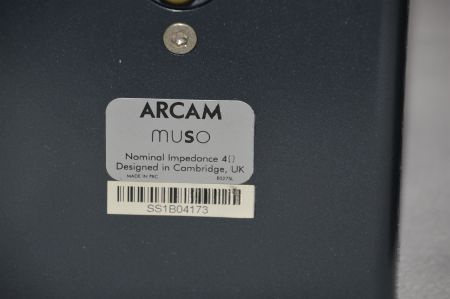 ARCAM
muso
Nominal Impedance 4Ω
Designed in Cambridge, UK
MADE IN PRC
SS1B04173